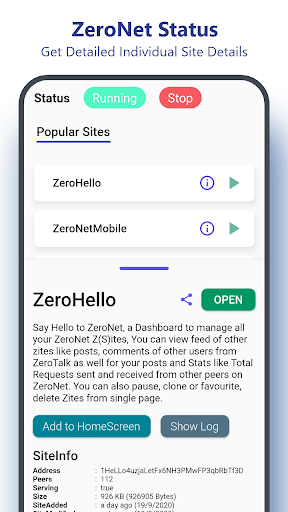 ZeroNet Status
Get Detailed Individual Site Details
Status Running Stop
Popular Sites
ZeroHello
ZeroNetMobile
ZeroHello OPEN
Say Hello to ZeroNet, a Dashboard to manage all
your ZeroNet Z(S)ites, You can view feed of other
zites like posts, comments of other users from
ZeroTalk as well for your posts and Stats like Total
Requests sent and received from other peers on
ZeroNet. You can also pause, clone or favourite,
delete Zites from single page.
Add to HomeScreen Show Log
SiteInfo
Address : 1HeLLo4uzjaLetFx6NH3PMwFP3qbRbTf3D
Peers : 112
Serving : true
Size : 926 KB (926905 Bytes)
SiteAdded : a day ago (19/9/2020)